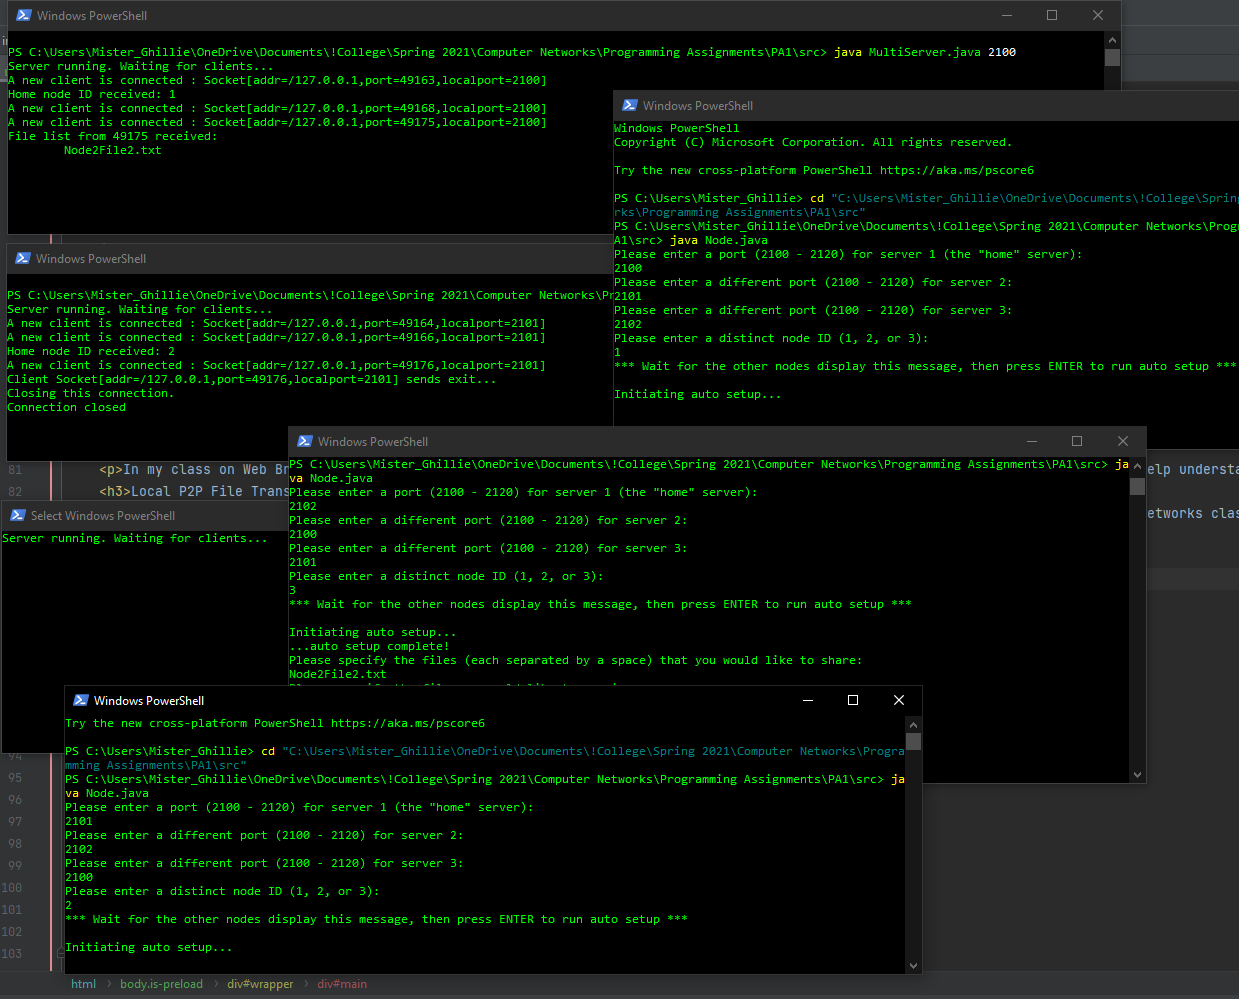 Windows PowerShell
PS C:\Users\Mister_Ghillie\OneDrive\Documents\!College\Spring 2021\Computer Networks\Programming Assignments\PA1\src> java MultiServer.java 2100
Server running. Waiting for clients...
A new client is connected : Socket[addr=/127.0.0.1,port=49163,localport=2100]
Home node ID received: 1
A new client is connected : Socket[addr=/127.0.0.1,port=49168,localport=2100]
A new client is connected : Socket[addr=/127.0.0.1,port=49175,localport=2100]
File list from 49175 received:
Node2File2.txt
Windows PowerShell
Windows PowerShell
Copyright (C) Microsoft Corporation. All rights reserved.
Try the new cross-platform PowerShell https://aka.ms/pscore6
PS C:\Users\Mister_Ghillie> cd "C:\Users\Mister_Ghillie\OneDrive\Documents\!College\Spring
rks\Programming Assignments\PA1\src"
PS C:\Users\Mister_Ghillie\OneDrive\Documents\!College\Spring 2021\Computer Networks\Prog
A1\src> java Node.java
Please enter a port (2100 - 2120) for server 1 (the "home" server):
2100
Please enter a different port (2100 - 2120) for server 2:
2101
Please enter a different port (2100 - 2120) for server 3:
2102
Please enter a distinct node ID (1, 2, or 3):
1
*** Wait for the other nodes display this message, then press ENTER to run auto setup ***
Initiating auto setup...
Windows PowerShell
PS C:\Users\Mister_Ghillie\OneDrive\Documents\!College\Spring 2021\Computer Networks\Pr
Server running. Waiting for clients...
A new client is connected : Socket[addr=/127.0.0.1,port=49164,localport=2101]
A new client is connected : Socket[addr=/127.0.0.1,port=49166,localport=2101]
Home node ID received: 2
A new client is connected : Socket[addr=/127.0.0.1,port=49176,localport=2101]
Client Socket[addr=/127.0.0.1,port=49176,localport=2101] sends exit...
Closing this connection.
Connection closed
81 <p>In my class on Web Br
elp understa
82 <h3>Local P2P File Trans
etworks clas
Select Windows PowerShell
Server running. Waiting for clients...
Windows PowerShell
PS C:\Users\Mister_Ghillie\OneDrive\Documents\!College\Spring 2021\Computer Networks\Programming Assignments\PA1\src> ja
va Node.java
Please enter a port (2100 - 2120) for server 1 (the "home" server):
2102
Please enter a different port (2100 - 2120) for server 2:
2100
Please enter a different port (2100 - 2120) for server 3:
2101
Please enter a distinct node ID (1, 2, or 3):
3
*** Wait for the other nodes display this message, then press ENTER to run auto setup ***
Initiating auto setup...
...auto setup complete!
Please specify the files (each separated by a space) that you would like to share:
Node2File2.txt
Windows PowerShell
Try the new cross-platform PowerShell https://aka.ms/pscore6
PS C:\Users\Mister_Ghillie> cd "C:\Users\Mister_Ghillie\OneDrive\Documents\!College\Spring 2021\Computer Networks\Progra
mming Assignments\PA1\src"
PS C:\Users\Mister_Ghillie\OneDrive\Documents\!College\Spring 2021\Computer Networks\Programming Assignments\PA1\src> ja
va Node.java
Please enter a port (2100 - 2120) for server 1 (the "home" server):
2101
Please enter a different port (2100 - 2120) for server 2:
2102
Please enter a different port (2100 - 2120) for server 3:
2100
Please enter a distinct node ID (1, 2, or 3):
2
*** Wait for the other nodes display this message, then press ENTER to run auto setup ***
Initiating auto setup...
94
95
96
97
98
99
100
101
102
103
html > body.is-preload > div#wrapper > div#main